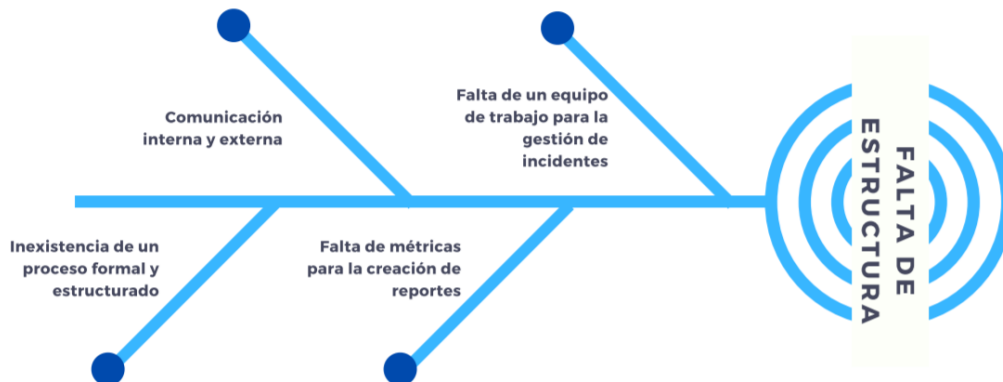 Comunicación
interna y externa
Falta de un equipo
de trabajo para la
gestión de
incidentes
Inexistencia de un
proceso formal y
estructurado
Falta de métricas
para la creación de
reportes
FALTA DE
ESTRUCTURA